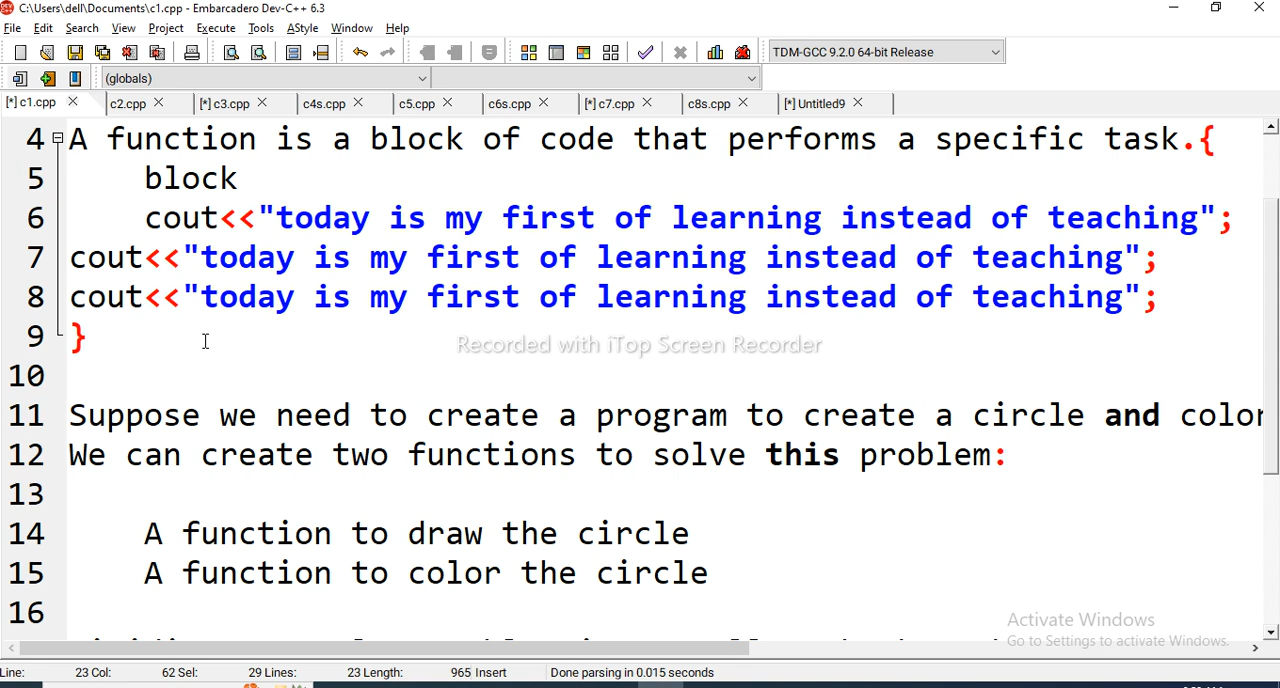 C:\Users\dell\Documents\c1.cpp - Embarcadero Dev-C++ 6.3
File Edit Search View Project Execute Tools AStyle Window Help
TDM-GCC 9.2.0 64-bit Release
(globals)
[*] c1.cpp c2.cpp [*] c3.cpp c4s.cpp c5.cpp c6s.cpp [*] c7.cpp c8s.cpp [*] Untitled9
4 A function is a block of code that performs a specific task.{
5 block
6 cout<<"today is my first of learning instead of teaching";
7 cout<<"today is my first of learning instead of teaching";
8 cout<<"today is my first of learning instead of teaching";
9 }
Recorded with iTop Screen Recorder
10
11 Suppose we need to create a program to create a circle and color
12 We can create two functions to solve this problem:
13
14 A function to draw the circle
15 A function to color the circle
16
Activate Windows
Go to Settings to activate Windows.
Line: 23 Col: 62 Sel: 29 Lines: 23 Length: 965 Insert Done parsing in 0.015 seconds